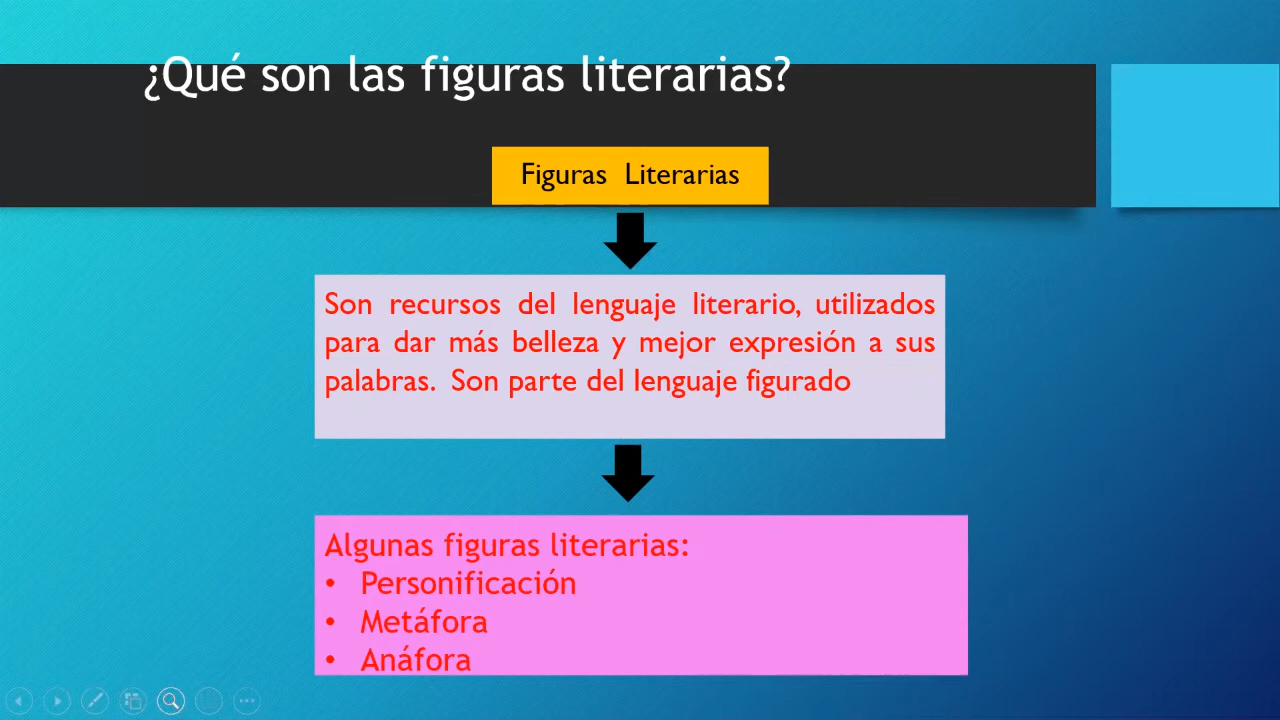 ¿Qué son las figuras literarias?
Figuras Literarias
Son recursos del lenguaje literario, utilizados
para dar más belleza y mejor expresión a sus
palabras. Son parte del lenguaje figurado
Algunas figuras literarias:
• Personificación
• Metáfora
• Anáfora